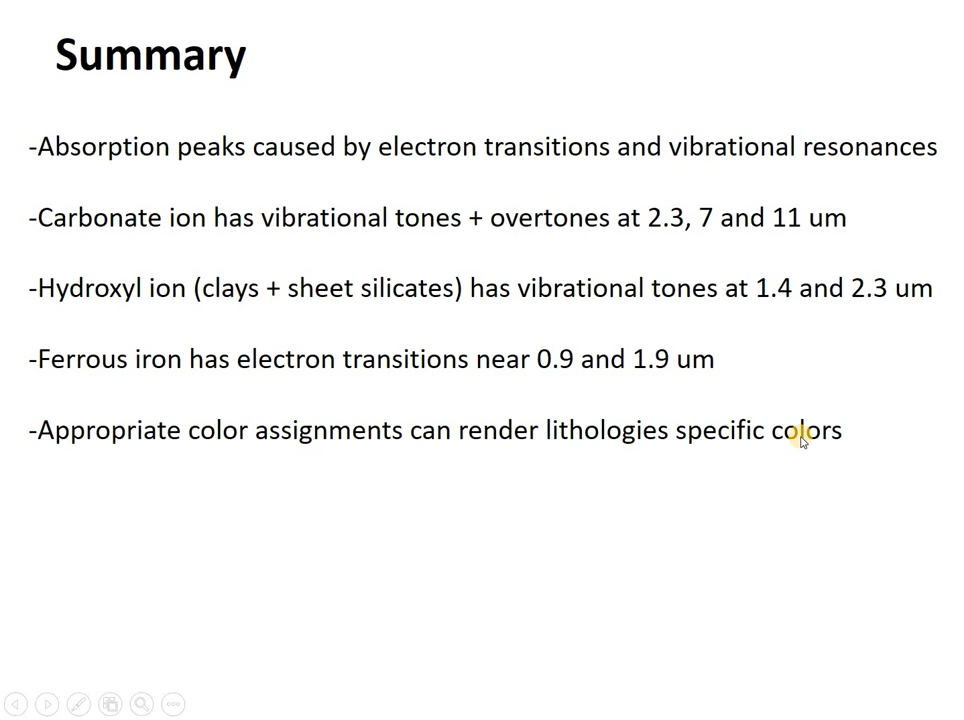 Summary
-Absorption peaks caused by electron transitions and vibrational resonances
-Carbonate ion has vibrational tones + overtones at 2.3, 7 and 11 um
-Hydroxyl ion (clays + sheet silicates) has vibrational tones at 1.4 and 2.3 um
-Ferrous iron has electron transitions near 0.9 and 1.9 um
-Appropriate color assignments can render lithologies specific colors